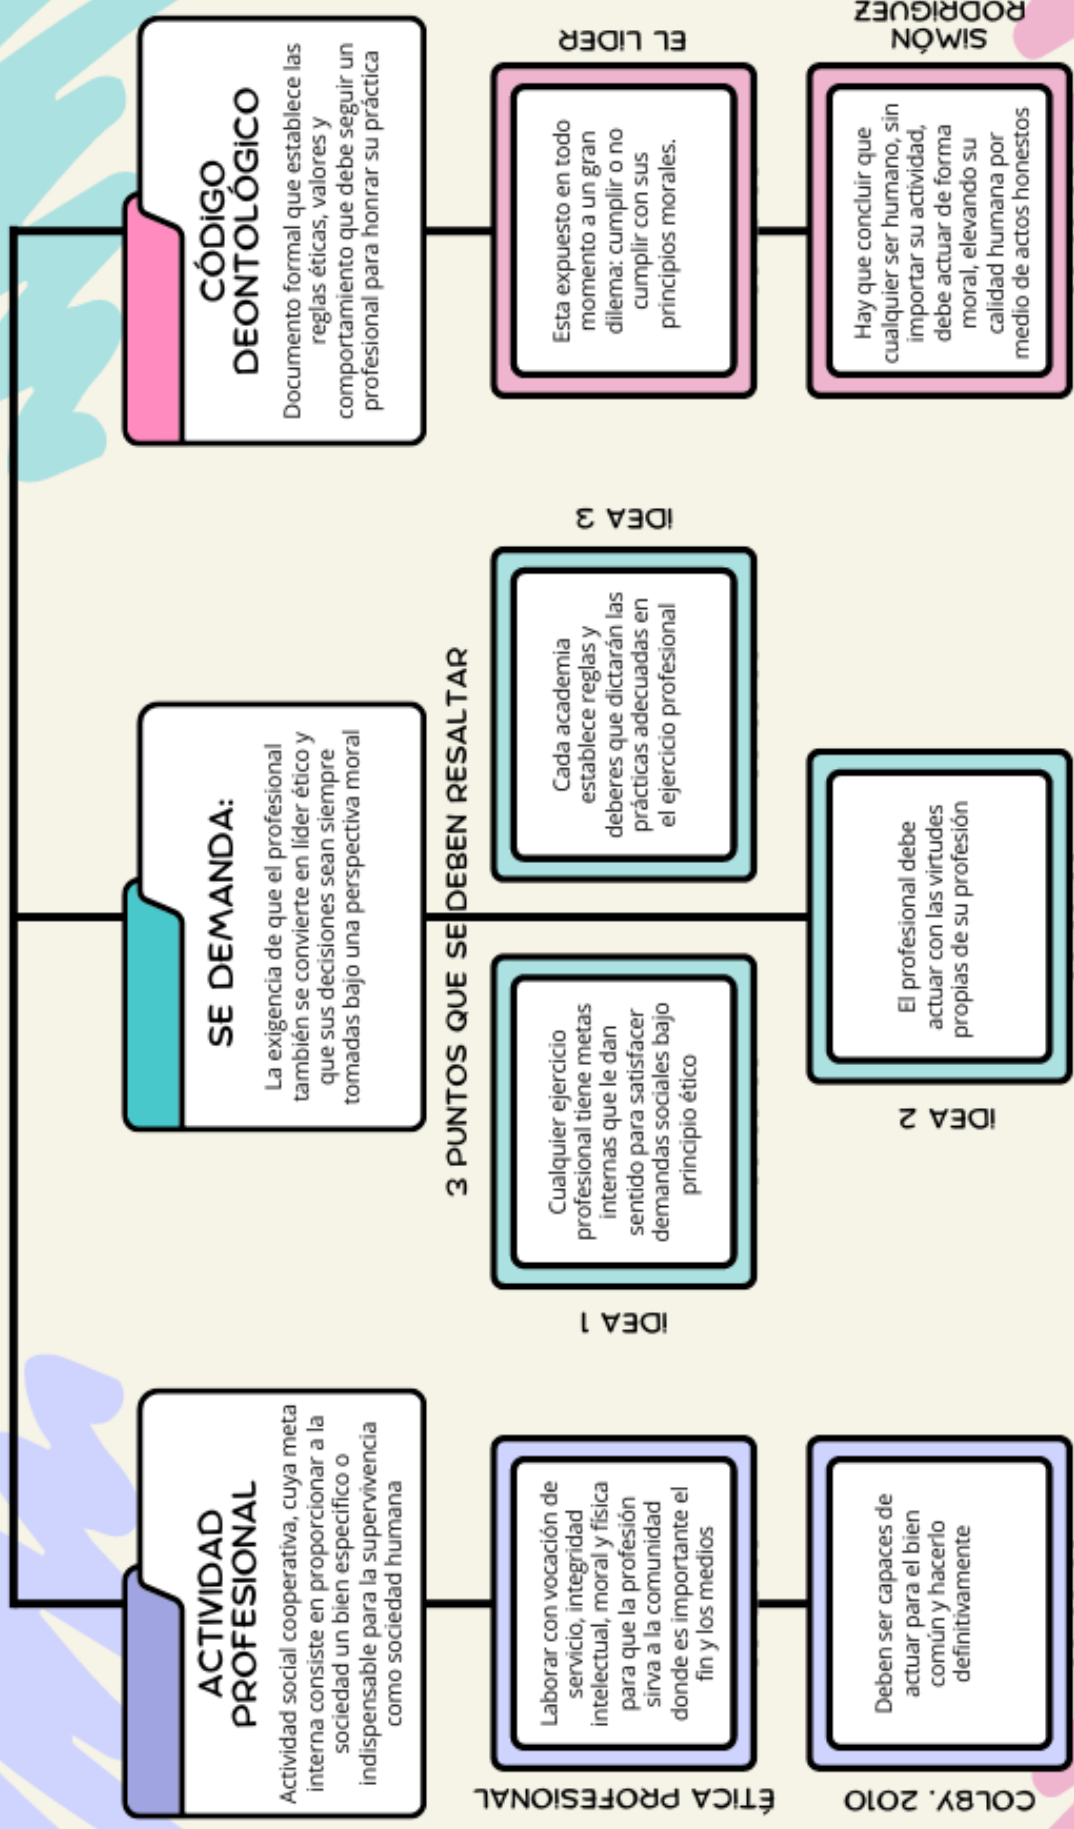 ACTIVIDAD
PROFESIONAL
Actividad social cooperativa, cuya meta
interna consiste en proporcionar a la
sociedad un bien especifico o
indispensable para la supervivencia
como sociedad humana
ÉTICA PROFESIONAL
Laborar con vocación de
servicio, integridad
intelectual, moral y física
para que la profesión
sirva a la comunidad
donde es importante el
fin y los medios
COLBY. 2010
Deben ser capaces de
actuar para el bien
común y hacerlo
definitivamente
SE DEMANDA:
La exigencia de que el profesional
también se convierte en líder ético y
que sus decisiones sean siempre
tomadas bajo una perspectiva moral
3 PUNTOS QUE SE DEBEN RESALTAR
IDEA 1
Cualquier ejercicio
profesional tiene metas
internas que le dan
sentido para satisfacer
demandas sociales bajo
principio ético
IDEA 2
El profesional debe
actuar con las virtudes
propias de su profesión
IDEA 3
Cada academia
establece reglas y
deberes que dictarán las
prácticas adecuadas en
el ejercicio profesional
CÓDIGO
DEONTOLÓGICO
Documento formal que establece las
reglas éticas, valores y
comportamiento que debe seguir un
profesional para honrar su práctica
EL LIDER
Esta expuesto en todo
momento a un gran
dilema: cumplir o no
cumplir con sus
principios morales.
SIMÓN
RODRÍGUEZ
Hay que concluir que
cualquier ser humano, sin
importar su actividad,
debe actuar de forma
moral, elevando su
calidad humana por
medio de actos honestos